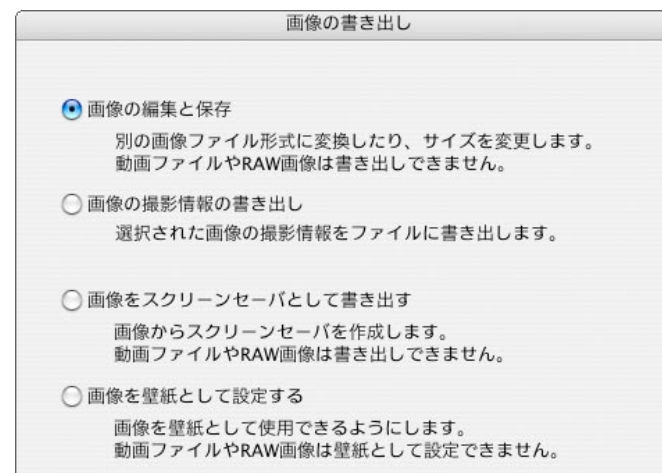 画像の書き出し
画像の編集と保存
別の画像ファイル形式に変換したり、サイズを変更します。
動画ファイルやRAW画像は書き出しできません。
画像の撮影情報の書き出し
選択された画像の撮影情報をファイルに書き出します。
画像をスクリーンセーバとして書き出す
画像からスクリーンセーバを作成します。
動画ファイルやRAW画像は書き出しできません。
画像を壁紙として設定する
画像を壁紙として使用できるようにします。
動画ファイルやRAW画像は壁紙として設定できません。